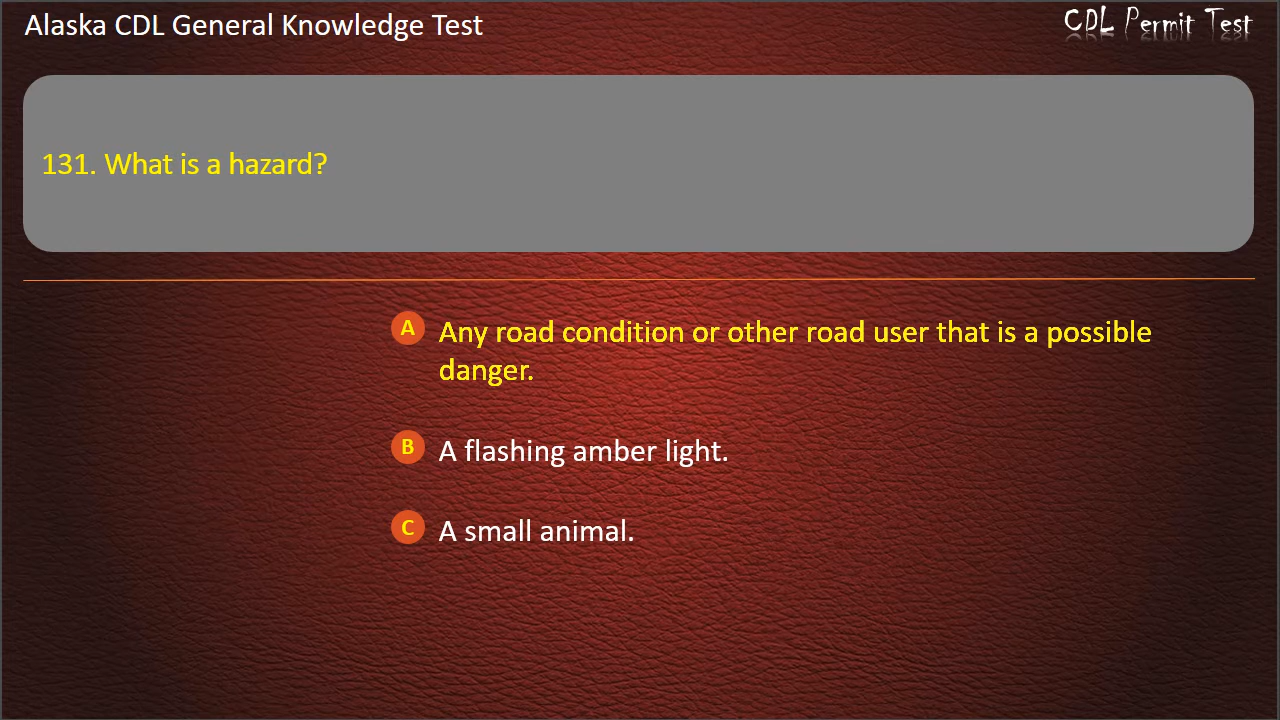 Alaska CDL General Knowledge Test
CDL Permit Test
131. What is a hazard?
A Any road condition or other road user that is a possible
danger.
B A flashing amber light.
C A small animal.